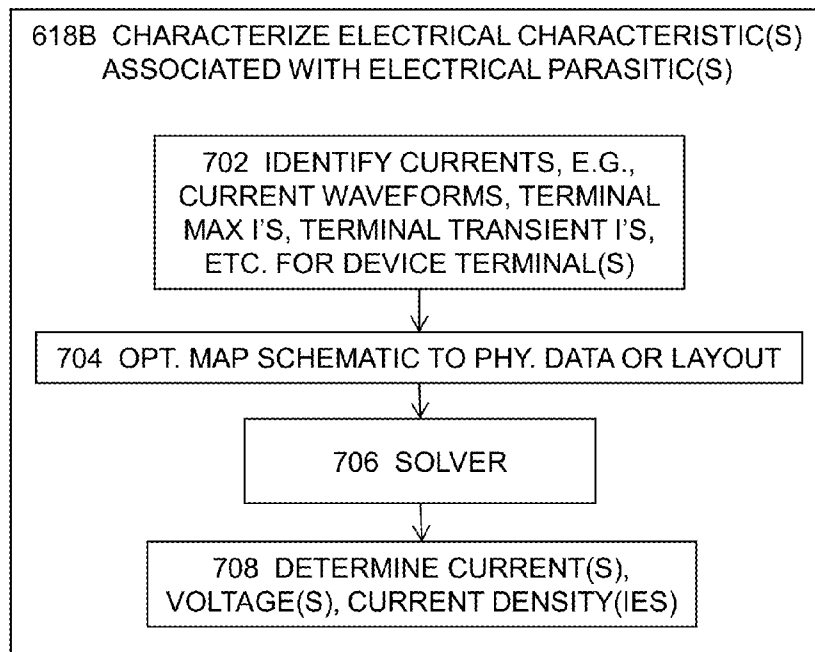 618B CHARACTERIZE ELECTRICAL CHARACTERISTIC(S)
ASSOCIATED WITH ELECTRICAL PARASITIC(S)
702 IDENTIFY CURRENTS, E.G.,
CURRENT WAVEFORMS, TERMINAL
MAX I'S, TERMINAL TRANSIENT I'S,
ETC. FOR DEVICE TERMINAL(S)
704 OPT. MAP SCHEMATIC TO PHY. DATA OR LAYOUT
706 SOLVER
708 DETERMINE CURRENT(S),
VOLTAGE(S), CURRENT DENSITY(IES)